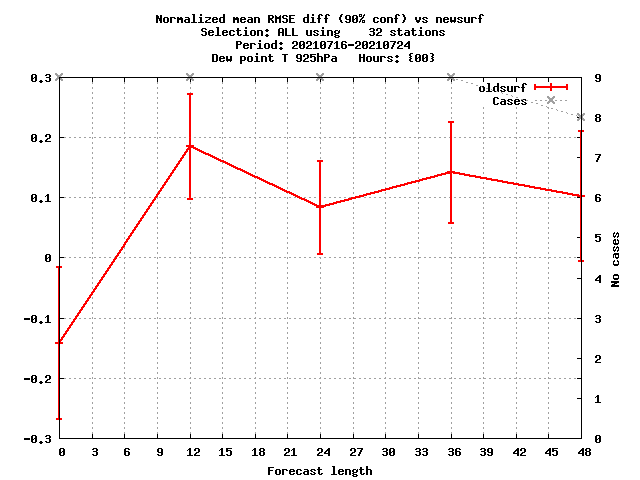 Normalized mean RMSE diff (90% conf) vs newsurf
Selection: ALL using    32 stations
Period: 20210716-20210724
Dew point T 925hPa   Hours: {00}
oldsurf
Cases
0.3
0.2
0.1
0
-0.1
-0.2
-0.3
9
8
7
6
5
4
3
2
1
0
No cases
0 3 6 9 12 15 18 21 24 27 30 33 36 39 42 45 48
Forecast length